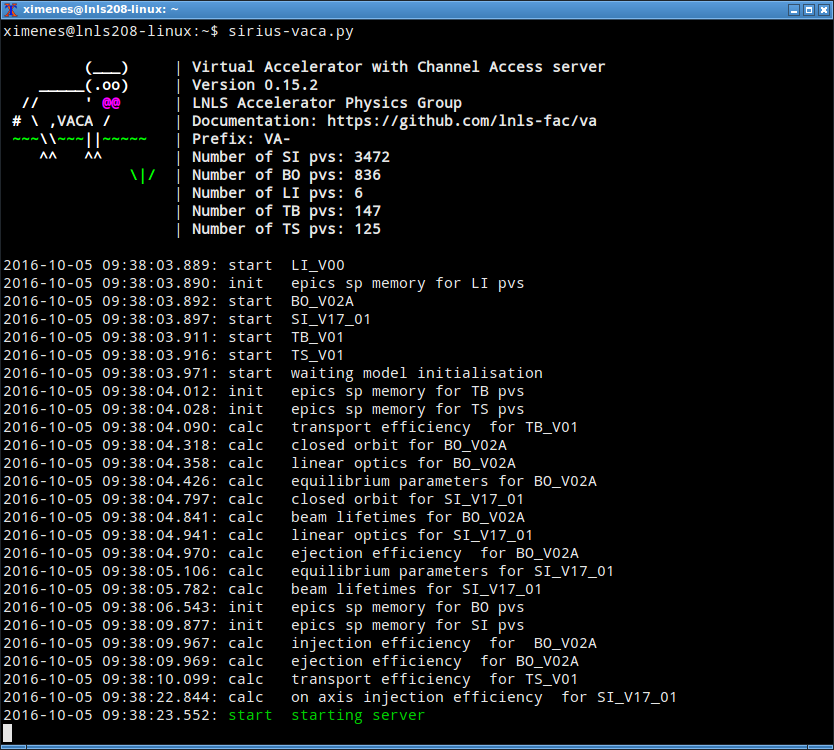 ximenes@lnls208-linux: ~
ximenes@lnls208-linux:~$ sirius-vaca.py
        (___)     | Virtual Accelerator with Channel Access server
   _____(.oo)     | Version 0.15.2
 //     ' @@      | LNLS Accelerator Physics Group
# \ ,VACA /       | Documentation: https://github.com/lnls-fac/va
~~~\\~~~||~~~~~   | Prefix: VA-
   ^^   ^^        | Number of SI pvs: 3472
             \|/  | Number of BO pvs: 836
                  | Number of LI pvs: 6
                  | Number of TB pvs: 147
                  | Number of TS pvs: 125
2016-10-05 09:38:03.889: start  LI_V00
2016-10-05 09:38:03.890: init   epics sp memory for LI pvs
2016-10-05 09:38:03.892: start  BO_V02A
2016-10-05 09:38:03.897: start  SI_V17_01
2016-10-05 09:38:03.911: start  TB_V01
2016-10-05 09:38:03.916: start  TS_V01
2016-10-05 09:38:03.971: start  waiting model initialisation
2016-10-05 09:38:04.012: init   epics sp memory for TB pvs
2016-10-05 09:38:04.028: init   epics sp memory for TS pvs
2016-10-05 09:38:04.090: calc   transport efficiency  for TB_V01
2016-10-05 09:38:04.318: calc   closed orbit for BO_V02A
2016-10-05 09:38:04.358: calc   linear optics for BO_V02A
2016-10-05 09:38:04.426: calc   equilibrium parameters for BO_V02A
2016-10-05 09:38:04.797: calc   closed orbit for SI_V17_01
2016-10-05 09:38:04.841: calc   beam lifetimes for BO_V02A
2016-10-05 09:38:04.941: calc   linear optics for SI_V17_01
2016-10-05 09:38:04.970: calc   ejection efficiency  for BO_V02A
2016-10-05 09:38:05.106: calc   equilibrium parameters for SI_V17_01
2016-10-05 09:38:05.782: calc   beam lifetimes for SI_V17_01
2016-10-05 09:38:06.543: init   epics sp memory for BO pvs
2016-10-05 09:38:09.877: init   epics sp memory for SI pvs
2016-10-05 09:38:09.967: calc   injection efficiency  for  BO_V02A
2016-10-05 09:38:09.969: calc   ejection efficiency  for BO_V02A
2016-10-05 09:38:10.099: calc   transport efficiency  for TS_V01
2016-10-05 09:38:22.844: calc   on axis injection efficiency  for SI_V17_01
2016-10-05 09:38:23.552: start  starting server